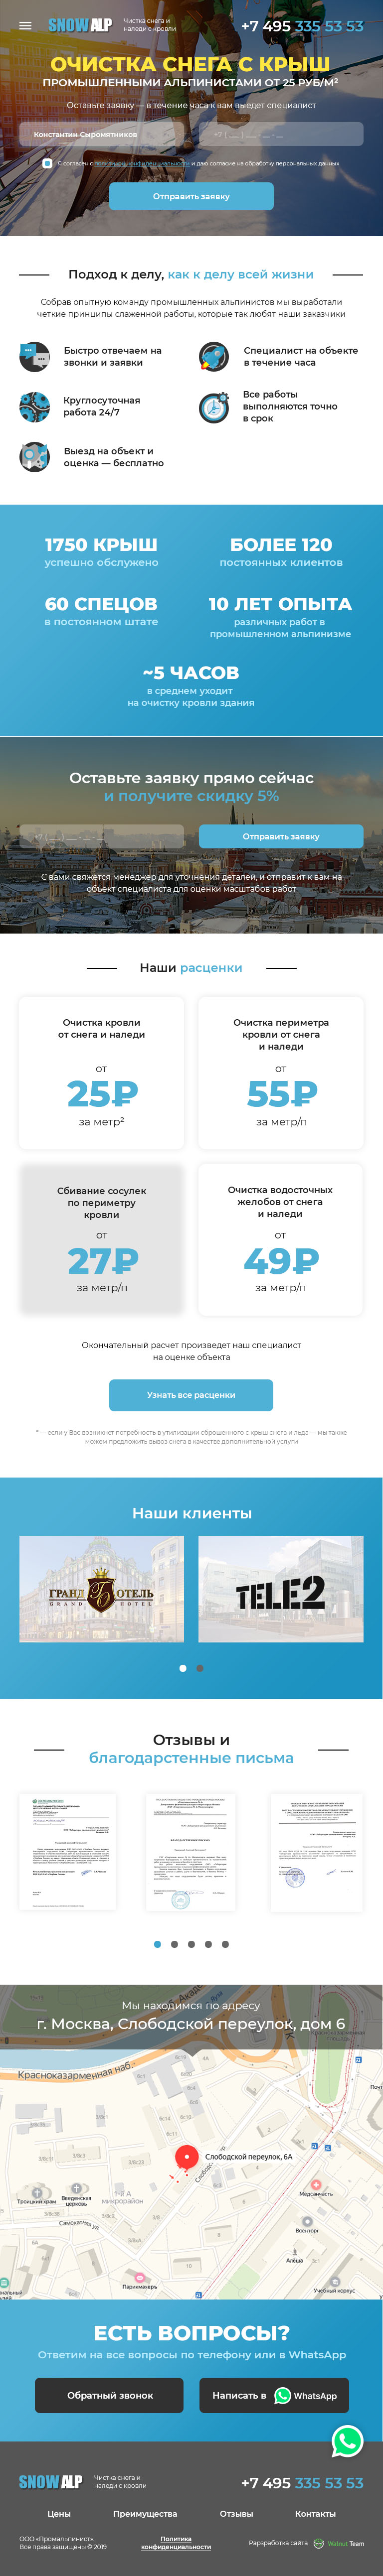 SNOWALP
Чистка снега и
наледи с кровли
+7 495 335 53 53
ОЧИСТКА СНЕГА С КРЫШ
ПРОМЫШЛЕННЫМИ АЛЬПИНИСТАМИ ОТ 25 РУБ/М²
Оставьте заявку — в течение часа к вам выедет специалист
Константин Сыромятников
+7 ( __ ) ___ - __ - __
Я согласен с политикой конфиденциальности и даю согласие на обработку персональных данных
Отправить заявку
Подход к делу, как к делу всей жизни
Собрав опытную команду промышленных альпинистов мы выработали
четкие принципы слаженной работы, которые так любят наши заказчики
Быстро отвечаем на
звонки и заявки
Специалист на объекте
в течение часа
Круглосуточная
работа 24/7
Все работы
выполняются точно
в срок
Выезд на объект и
оценка — бесплатно
1750 КРЫШ
успешно обслужено
БОЛЕЕ 120
постоянных клиентов
60 СПЕЦОВ
в постоянном штате
10 ЛЕТ ОПЫТА
различных работ в
промышленном альпинизме
~5 ЧАСОВ
в среднем уходит
на очистку кровли здания
Оставьте заявку прямо сейчас
и получите скидку 5%
+7 ( __ ) ___ - __ - __
Отправить заявку
С вами свяжется менеджер для уточнения деталей, и отправит к вам на
объект специалиста для оценки масштабов работ
Наши расценки
Очистка кровли
от снега и наледи
от
25₽
за метр²
Очистка периметра
кровли от снега
и наледи
от
55₽
за метр/п
Сбивание сосулек
по периметру
кровли
от
27₽
за метр/п
Очистка водосточных
желобов от снега
и наледи
от
49₽
за метр/п
Окончательный расчет произведет наш специалист
на оценке объекта
Узнать все расценки
* — если у Вас возникнет потребность в утилизации сброшенного с крыш снега и льда — мы также
можем предложить вывоз снега в качестве дополнительной услуги
Наши клиенты
ГРАНД ОТЕЛЬ
GRAND HOTEL
TELE2
Отзывы и
благодарстенные письма
Мы находимся по адресу
г. Москва, Слободской переулок, дом 6
Красноказарменная наб.
Слободской переулок, 6А
1-й А
микрорайон
Троицкий храм
Введенская
церковь
Самокатная ул.
Медсанчасть
Военторг
Апёша
Парикмахеръ
Учебный корпус
ЕСТЬ ВОПРОСЫ?
Ответим на все вопросы по телефону или в WhatsApp
Обратный звонок
Написать в WhatsApp
SNOWALP
Чистка снега и
наледи с кровли
+7 495 335 53 53
Цены
Преимущества
Отзывы
Контакты
ООО «Промальпинист».
Все права защищены © 2019
Политика
конфиденциальности
Рарзработка сайта
Walnut Team